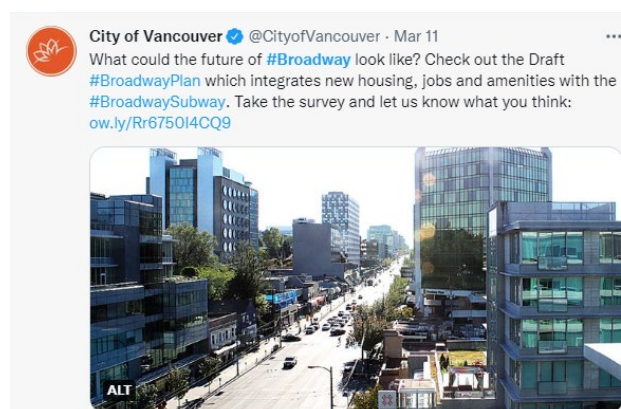 City of Vancouver @CityofVancouver · Mar 11 ...
What could the future of #Broadway look like? Check out the Draft
#BroadwayPlan which integrates new housing, jobs and amenities with the
#BroadwaySubway. Take the survey and let us know what you think:
ow.ly/Rr6750I4CQ9
ALT